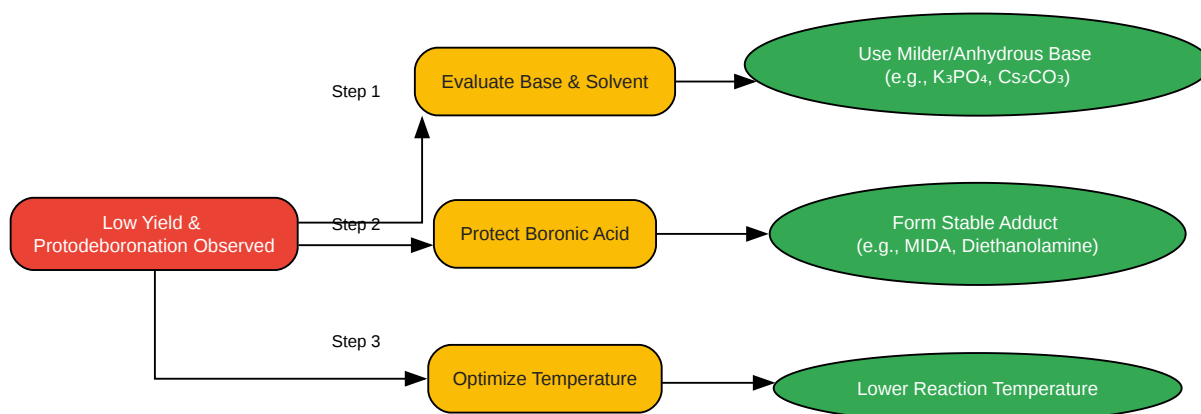 Low Yield &
Protodeboronation Observed
Step 1
Evaluate Base & Solvent
Use Milder/Anhydrous Base
(e.g., K₃PO₄, Cs₂CO₃)
Step 2
Protect Boronic Acid
Form Stable Adduct
(e.g., MIDA, Diethanolamine)
Step 3
Optimize Temperature
Lower Reaction Temperature